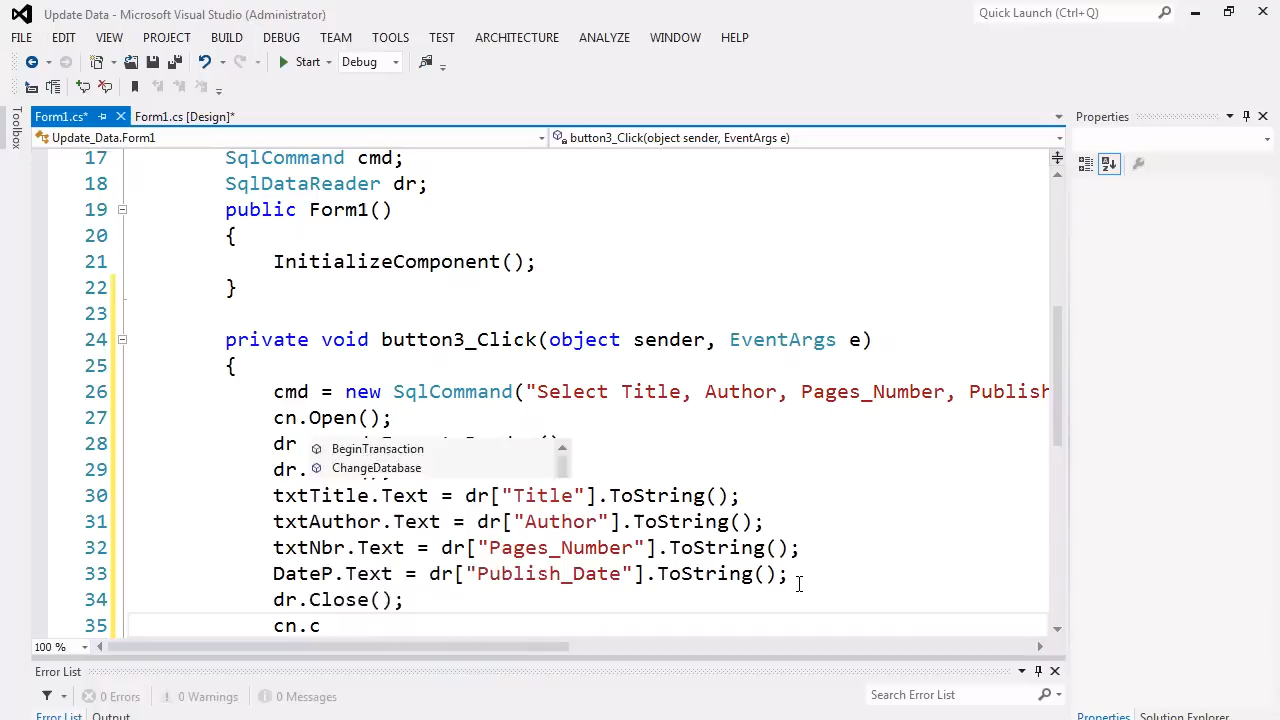 Update Data - Microsoft Visual Studio (Administrator)
Quick Launch (Ctrl+Q)
FILE EDIT VIEW PROJECT BUILD DEBUG TEAM TOOLS TEST ARCHITECTURE ANALYZE WINDOW HELP
Start Debug
Toolbox
Form1.cs* Form1.cs [Design]*
Properties
Update_Data.Form1 button3_Click(object sender, EventArgs e)
17 SqlCommand cmd;
18 SqlDataReader dr;
19 public Form1()
20 {
21 InitializeComponent();
22 }
23
24 private void button3_Click(object sender, EventArgs e)
25 {
26 cmd = new SqlCommand("Select Title, Author, Pages_Number, Publish
27 cn.Open();
28 dr
BeginTransaction
29 dr.
ChangeDatabase
30 txtTitle.Text = dr["Title"].ToString();
31 txtAuthor.Text = dr["Author"].ToString();
32 txtNbr.Text = dr["Pages_Number"].ToString();
33 DateP.Text = dr["Publish_Date"].ToString();
34 dr.Close();
35 cn.c
100 %
Error List
0 Errors 0 Warnings 0 Messages
Search Error List
Error List Output
Properties Solution Explorer